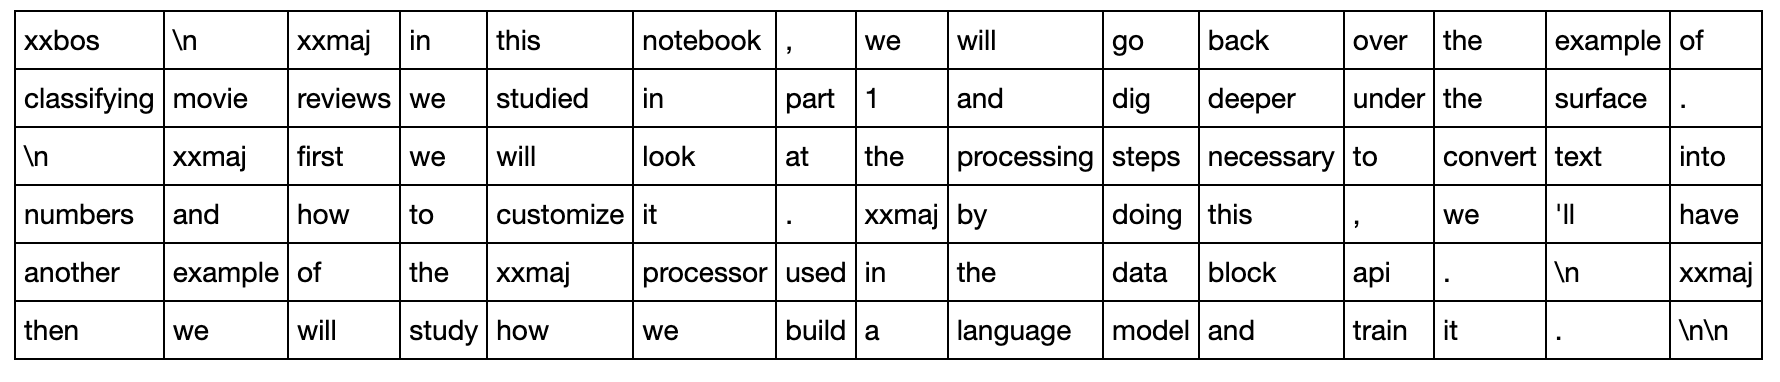 xxbos \n xxmaj in this notebook , we will go back over the example of
classifying movie reviews we studied in part 1 and dig deeper under the surface .
\n xxmaj first we will look at the processing steps necessary to convert text into
numbers and how to customize it . xxmaj by doing this , we 'll have
another example of the xxmaj processor used in the data block api . \n xxmaj
then we will study how we build a language model and train it . \n\n